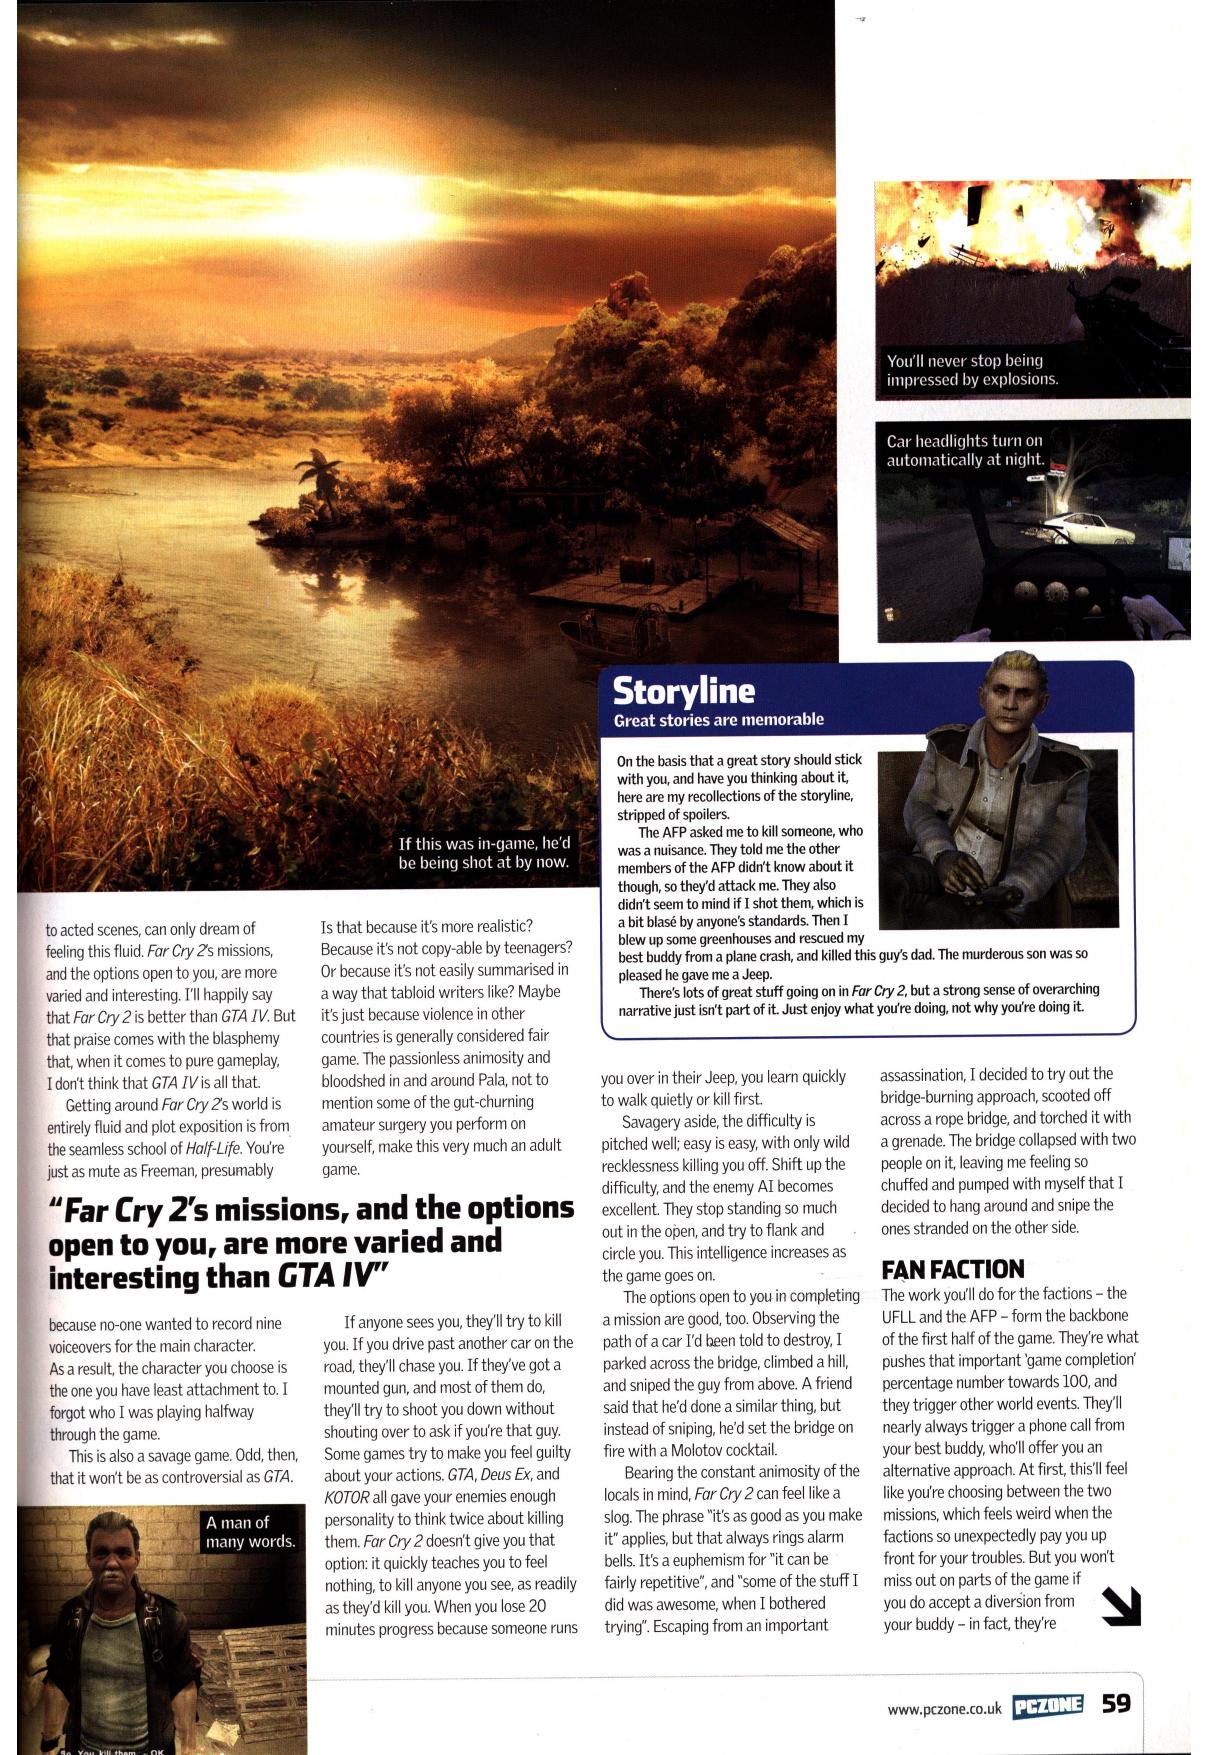 You'll never stop being
impressed by explosions.
Car headlights turn on
automatically at night.
If this was in-game, he'd
be being shot at by now.
Storyline
Great stories are memorable
On the basis that a great story should stick
with you, and have you thinking about it,
here are my recollections of the storyline,
stripped of spoilers.
The AFP asked me to kill someone, who
was a nuisance. They told me the other
members of the AFP didn't know about it
though, so they'd attack me. They also
didn't seem to mind if I shot them, which is
a bit blasé by anyone's standards. Then I
blew up some greenhouses and rescued my
best buddy from a plane crash, and killed this guy's dad. The murderous son was so
pleased he gave me a Jeep.
There's lots of great stuff going on in Far Cry 2, but a strong sense of overarching
narrative just isn't part of it. Just enjoy what you're doing, not why you're doing it.
to acted scenes, can only dream of
feeling this fluid. Far Cry 2's missions,
and the options open to you, are more
varied and interesting. I'll happily say
that Far Cry 2 is better than GTA IV. But
that praise comes with the blasphemy
that, when it comes to pure gameplay,
I don't think that GTA IV is all that.
Getting around Far Cry 2's world is
entirely fluid and plot exposition is from
the seamless school of Half-Life. You're
just as mute as Freeman, presumably
"Far Cry 2's missions, and the options
open to you, are more varied and
interesting than GTA IV"
because no-one wanted to record nine
voiceovers for the main character.
As a result, the character you choose is
the one you have least attachment to. I
forgot who I was playing halfway
through the game.
This is also a savage game. Odd, then,
that it won't be as controversial as GTA.
A man of
many words.
So. You kill them. - OK
Is that because it's more realistic?
Because it's not copy-able by teenagers?
Or because it's not easily summarised in
a way that tabloid writers like? Maybe
it's just because violence in other
countries is generally considered fair
game. The passionless animosity and
bloodshed in and around Pala, not to
mention some of the gut-churning
amateur surgery you perform on
yourself, make this very much an adult
game.
If anyone sees you, they'll try to kill
you. If you drive past another car on the
road, they'll chase you. If they've got a
mounted gun, and most of them do,
they'll try to shoot you down without
shouting over to ask if you're that guy.
Some games try to make you feel guilty
about your actions. GTA, Deus Ex, and
KOTOR all gave your enemies enough
personality to think twice about killing
them. Far Cry 2 doesn't give you that
option: it quickly teaches you to feel
nothing, to kill anyone you see, as readily
as they'd kill you. When you lose 20
minutes progress because someone runs
you over in their Jeep, you learn quickly
to walk quietly or kill first.
Savagery aside, the difficulty is
pitched well; easy is easy, with only wild
recklessness killing you off. Shift up the
difficulty, and the enemy AI becomes
excellent. They stop standing so much
out in the open, and try to flank and
circle you. This intelligence increases as
the game goes on.
The options open to you in completing
a mission are good, too. Observing the
path of a car I'd been told to destroy, I
parked across the bridge, climbed a hill,
and sniped the guy from above. A friend
said that he'd done a similar thing, but
instead of sniping, he'd set the bridge on
fire with a Molotov cocktail.
Bearing the constant animosity of the
locals in mind, Far Cry 2 can feel like a
slog. The phrase "it's as good as you make
it" applies, but that always rings alarm
bells. It's a euphemism for "it can be
fairly repetitive", and "some of the stuff I
did was awesome, when I bothered
trying". Escaping from an important
assassination, I decided to try out the
bridge-burning approach, scooted off
across a rope bridge, and torched it with
a grenade. The bridge collapsed with two
people on it, leaving me feeling so
chuffed and pumped with myself that I
decided to hang around and snipe the
ones stranded on the other side.
FAN FACTION
The work you'll do for the factions – the
UFLL and the AFP – form the backbone
of the first half of the game. They're what
pushes that important 'game completion'
percentage number towards 100, and
they trigger other world events. They'll
nearly always trigger a phone call from
your best buddy, who'll offer you an
alternative approach. At first, this'll feel
like you're choosing between the two
missions, which feels weird when the
factions so unexpectedly pay you up
front for your troubles. But you won't
miss out on parts of the game if
you do accept a diversion from
your buddy – in fact, they're
www.pczone.co.uk PCZONE 59